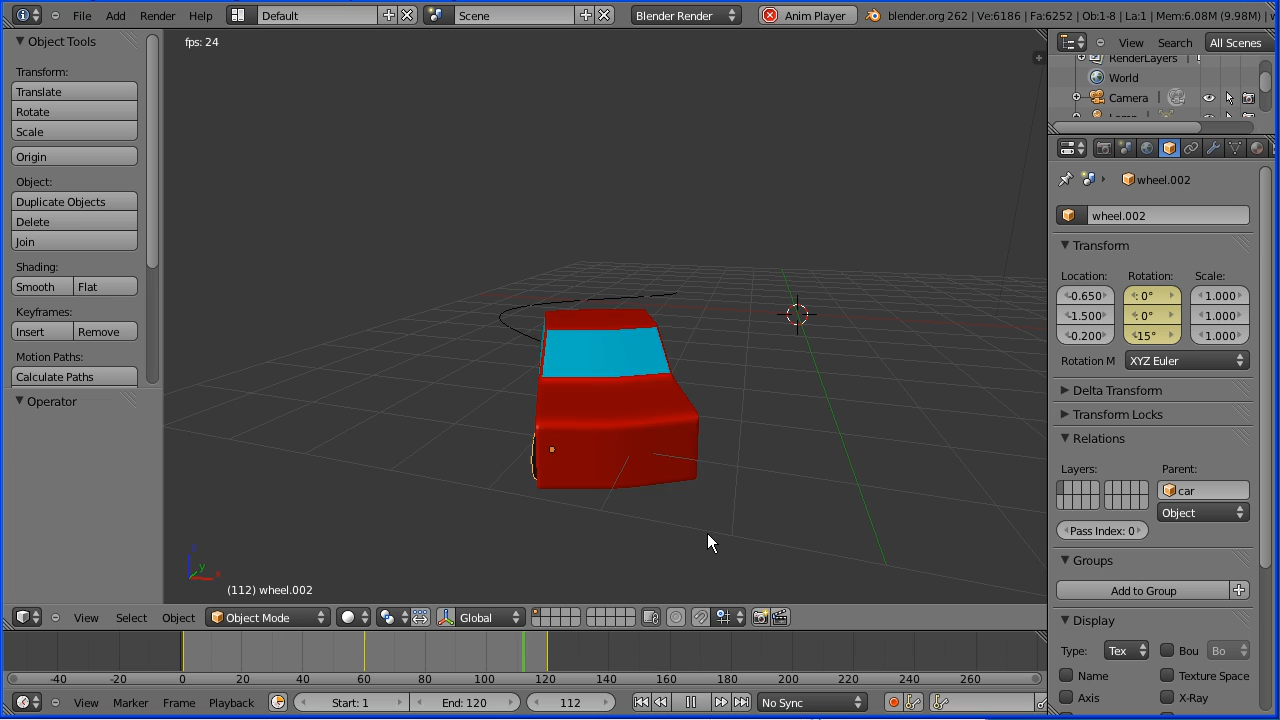 File Add Render Help Default Scene Blender Render Anim Player blender.org 262 | Ve:6186 | Fa:6252 | Ob:1-8 | La:1 | Mem:6.08M (9.98M) |
Object Tools
fps: 24
View Search All Scenes
RenderLayers
World
Camera
Transform:
Translate
Rotate
Scale
Origin
Object:
Duplicate Objects
Delete
Join
Shading:
Smooth Flat
Keyframes:
Insert Remove
Motion Paths:
Calculate Paths
Operator
x
y
(112) wheel.002
wheel.002
wheel.002
Transform
Location: Rotation: Scale:
-0.650 : 0° 1.000
-1.500 : 0° 1.000
-0.200 15° 1.000
Rotation M XYZ Euler
Delta Transform
Transform Locks
Relations
Layers: Parent:
car
Object
Pass Index: 0
Groups
Add to Group
Display
Type: Tex Bou Bo
Name Texture Space
Axis X-Ray
View Select Object Object Mode Global
-40 -20 0 20 40 60 80 100 120 140 160 180 200 220 240 260
View Marker Frame Playback Start: 1 End: 120 112 No Sync